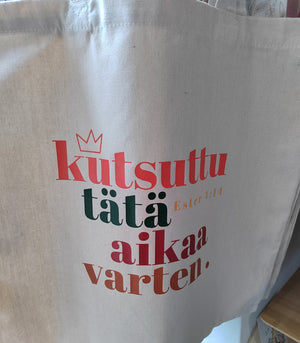 kutsuttu
tätä Ester 4:14
aikaa
varten.